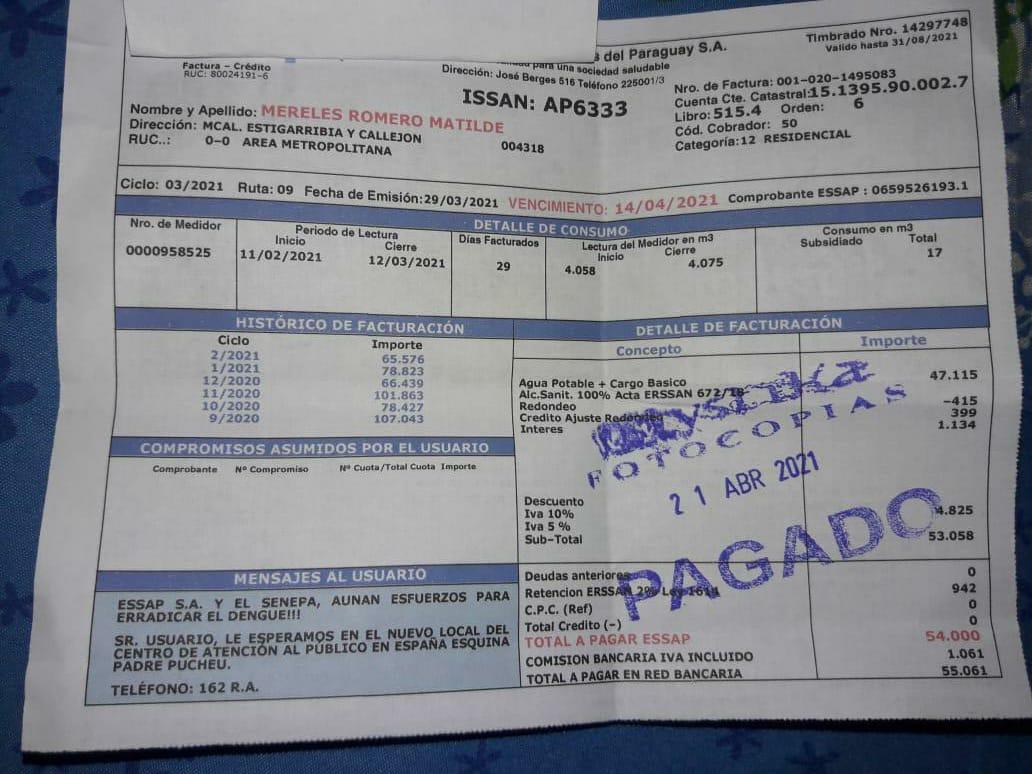 s del Paraguay S.A.
para una sociedad saludable
Dirección: José Berges 516 Teléfono 225001/3
Timbrado Nro. 14297748
Valido hasta 31/08/2021
Factura - Crédito
RUC: 80024191-6
ISSAN: AP6333
Nro. de Factura: 001-020-1495083
Cuenta Cte. Catastral:15.1395.90.002.7
Libro: 515.4 Orden: 6
Cód. Cobrador: 50
Categoría:12 RESIDENCIAL
Nombre y Apellido: MERELES ROMERO MATILDE
Dirección: MCAL. ESTIGARRIBIA Y CALLEJON 004318
RUC..: 0-0 AREA METROPOLITANA
Ciclo: 03/2021 Ruta: 09 Fecha de Emisión:29/03/2021 VENCIMIENTO: 14/04/2021 Comprobante ESSAP : 0659526193.1
DETALLE DE CONSUMO
Nro. de Medidor
0000958525
Periodo de Lectura
Inicio Cierre
11/02/2021 12/03/2021
Días Facturados
29
Lectura del Medidor en m3
Inicio Cierre
4.058 4.075
Consumo en m3
Subsidiado Total
17
HISTÓRICO DE FACTURACIÓN
Ciclo Importe
2/2021 65.576
1/2021 78.823
12/2020 66.439
11/2020 101.863
10/2020 78.427
9/2020 107.043
COMPROMISOS ASUMIDOS POR EL USUARIO
Comprobante Nº Compromiso Nº Cuota/Total Cuota Importe
MENSAJES AL USUARIO
ESSAP S.A. Y EL SENEPA, AUNAN ESFUERZOS PARA
ERRADICAR EL DENGUE!!!
SR. USUARIO, LE ESPERAMOS EN EL NUEVO LOCAL DEL
CENTRO DE ATENCIÓN AL PÚBLICO EN ESPAÑA ESQUINA
PADRE PUCHEU.
TELÉFONO: 162 R.A.
DETALLE DE FACTURACIÓN
Concepto Importe
Agua Potable + Cargo Basico 47.115
Alc.Sanit. 100% Acta ERSSAN 672/18
Redondeo -415
Credito Ajuste Redondeo 399
Interes 1.134
FOTOCOPIAS
21 ABR 2021
PAGADO
Descuento
Iva 10% 4.825
Iva 5 %
Sub-Total 53.058
Deudas anteriores 0
Retencion ERSSAN 2% Ley 1614 942
C.P.C. (Ref) 0
Total Credito (-) 0
TOTAL A PAGAR ESSAP 54.000
COMISION BANCARIA IVA INCLUIDO 1.061
TOTAL A PAGAR EN RED BANCARIA 55.061